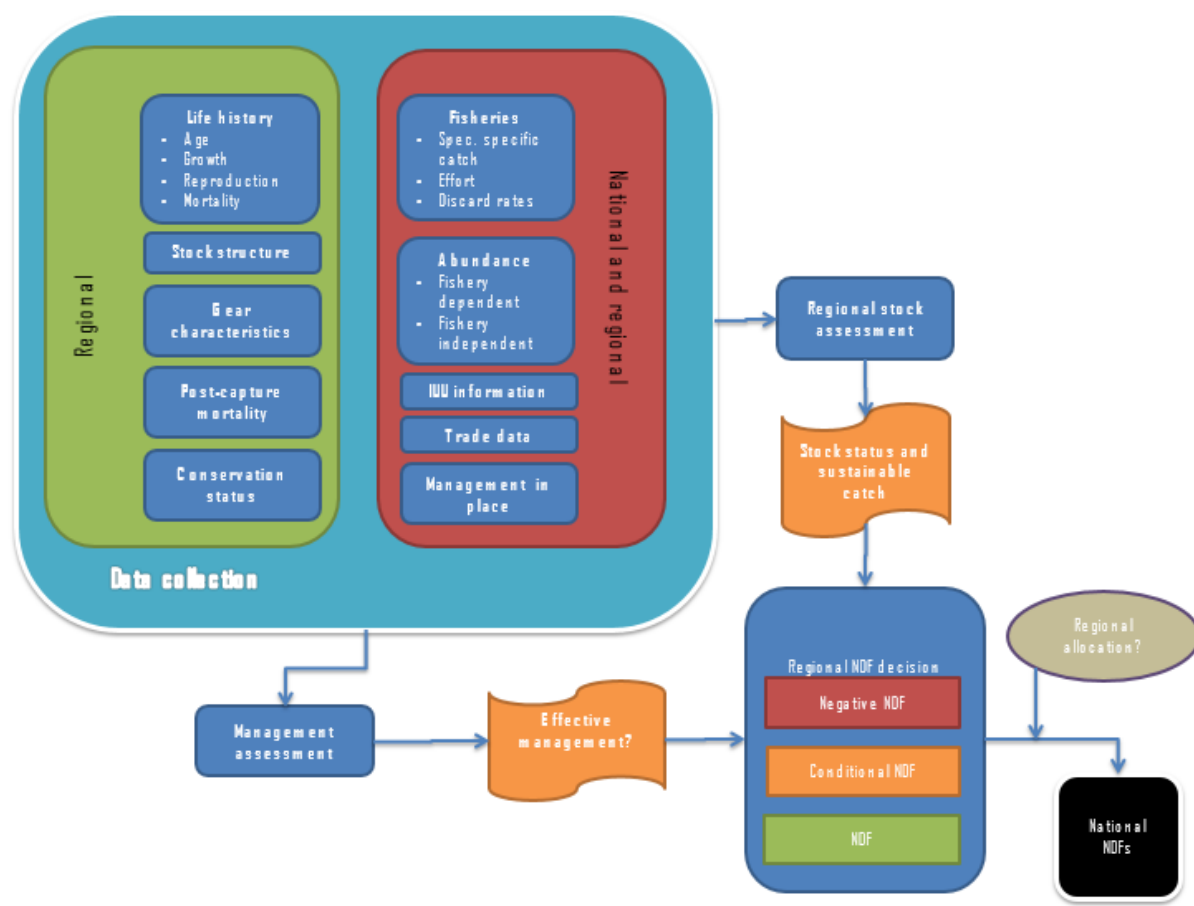 Regional
Life history
- Age
- Growth
- Reproduction
- Mortality
Stock structure
Gear
characteristics
Post-capture
mortality
Conservation
status
National and regional
Fisheries
- Spec. specific
catch
- Effort
- Discard rates
Abundance
- Fishery
dependent
- Fishery
independent
IUU information
Trade data
Management in
place
Data collection
Regional stock
assessment
Stock status and
sustainable
catch
Management
assessment
Effective
management?
Regional NDF decision
Negative NDF
Conditional NDF
NDF
Regional
allocation?
National
NDFs